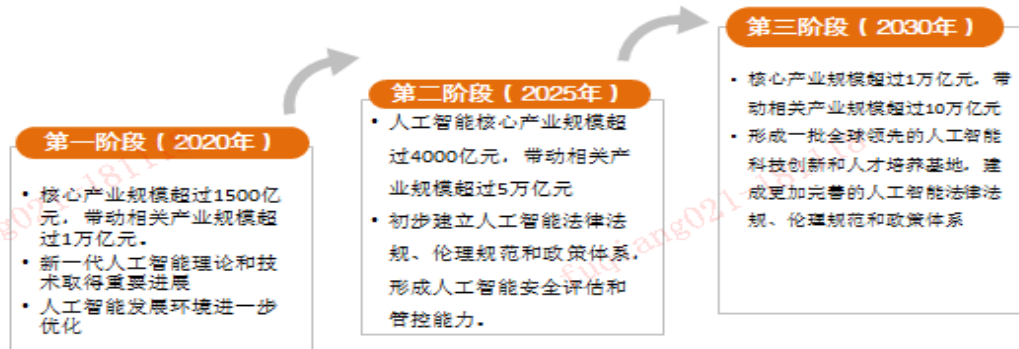 第一阶段（2020年）
• 核心产业规模超过1500亿
元，带动相关产业规模超
过1万亿元。
• 新一代人工智能理论和技
术取得重要进展
• 人工智能发展环境进一步
优化
第二阶段（2025年）
• 人工智能核心产业规模超
过4000亿元，带动相关产
业规模超过5万亿元
• 初步建立人工智能法律法
规、伦理规范和政策体系，
形成人工智能安全评估和
管控能力。
第三阶段（2030年）
• 核心产业规模超过1万亿元，带
动相关产业规模超过10万亿元
• 形成一批全球领先的人工智能
科技创新和人才培养基地，建
成更加完善的人工智能法律法
规、伦理规范和政策体系